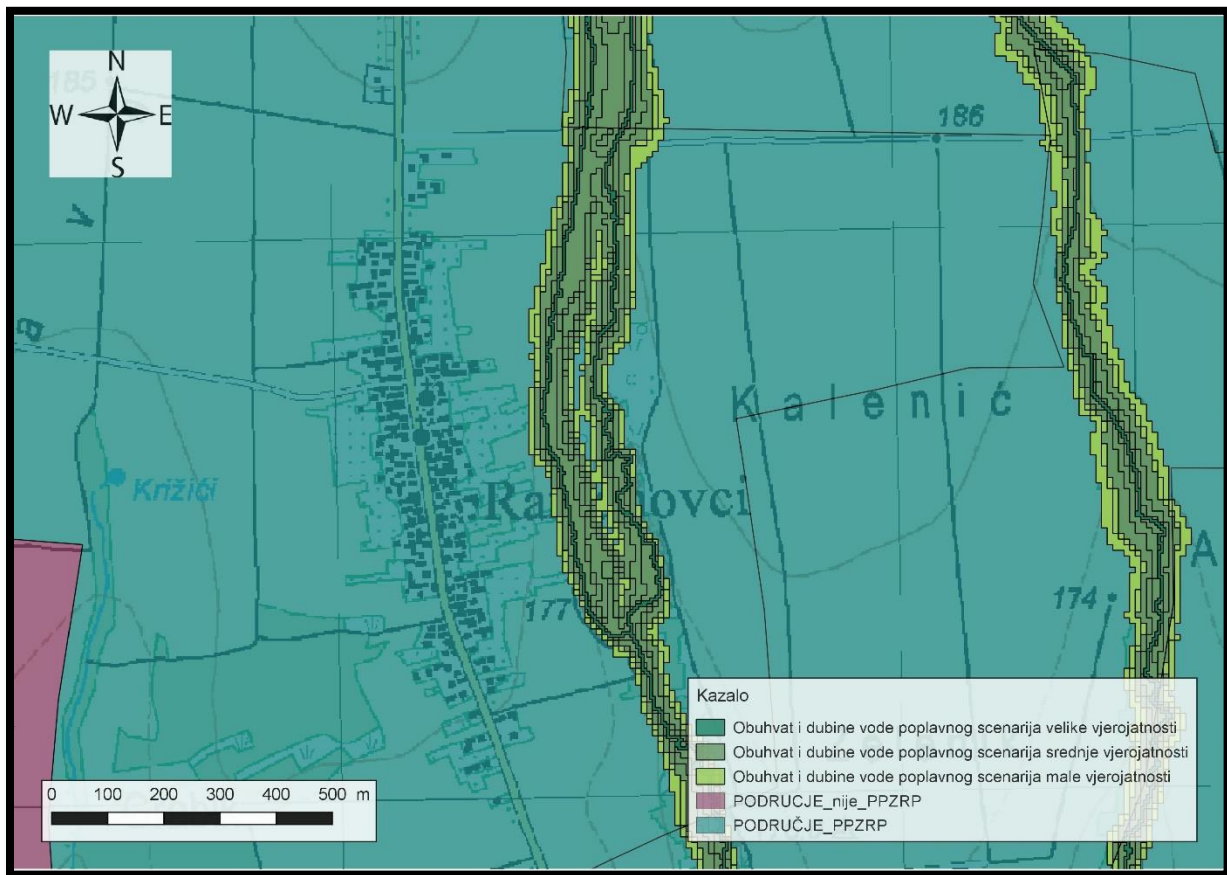 N
W E
S
185
186
a
Kalenić
Križići
Ra ovci
A
174
177
Kazalo
Obuhvat i dubine vode poplavnog scenarija velike vjerojatnosti
Obuhvat i dubine vode poplavnog scenarija srednje vjerojatnosti
Obuhvat i dubine vode poplavnog scenarija male vjerojatnosti
PODRUCJE_nije_PPZRP
PODRUČJE_PPZRP
0 100 200 300 400 500 m